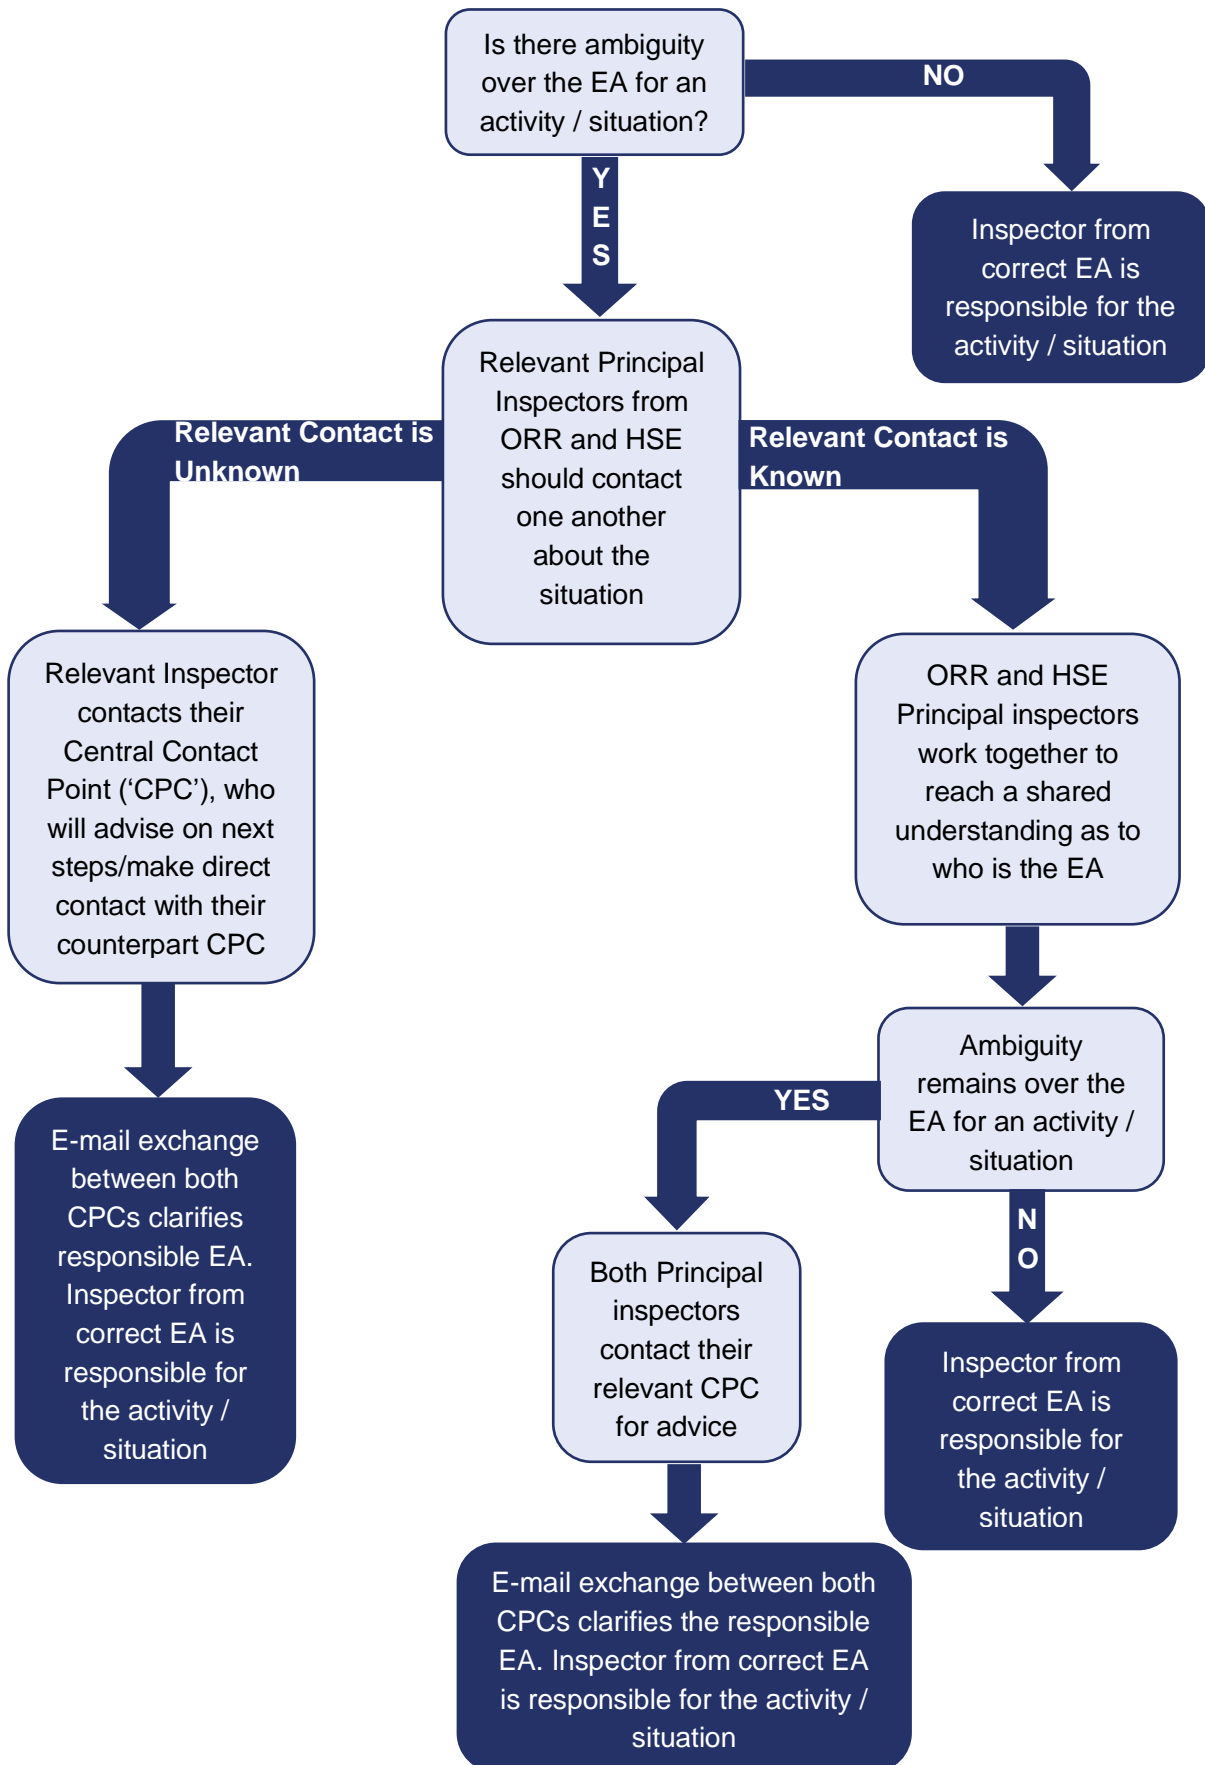 Is there ambiguity
over the EA for an
activity / situation?
NO
YES
Inspector from
correct EA is
responsible for the
activity / situation
Relevant Principal
Inspectors from
ORR and HSE
should contact
one another
about the
situation
Relevant Contact is
Unknown
Relevant Contact is
Known
Relevant Inspector
contacts their
Central Contact
Point (‘CPC’), who
will advise on next
steps/make direct
contact with their
counterpart CPC
ORR and HSE
Principal inspectors
work together to
reach a shared
understanding as to
who is the EA
E-mail exchange
between both
CPCs clarifies
responsible EA.
Inspector from
correct EA is
responsible for
the activity /
situation
Ambiguity
remains over the
EA for an activity /
situation
YES
NO
Both Principal
inspectors
contact their
relevant CPC
for advice
Inspector from
correct EA is
responsible for
the activity /
situation
E-mail exchange between both
CPCs clarifies the responsible
EA. Inspector from correct EA
is responsible for the activity /
situation